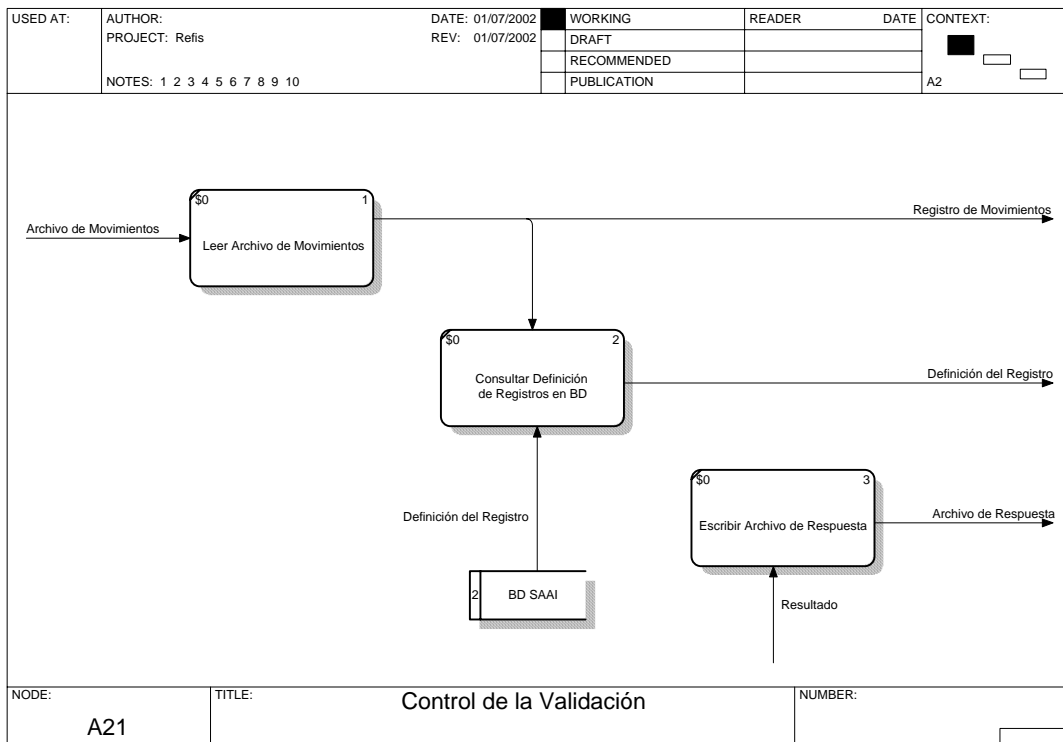 USED AT:
AUTHOR:
DATE: 01/07/2002
PROJECT: Refis
REV: 01/07/2002
NOTES: 1 2 3 4 5 6 7 8 9 10
WORKING
DRAFT
RECOMMENDED
PUBLICATION
READER DATE
CONTEXT:
A2
Archivo de Movimientos
$0 1
Leer Archivo de Movimientos
Registro de Movimientos
$0 2
Consultar Definición
de Registros en BD
Definición del Registro
Definición del Registro
2 BD SAAI
$0 3
Escribir Archivo de Respuesta
Archivo de Respuesta
Resultado
NODE:
A21
TITLE:
Control de la Validación
NUMBER: